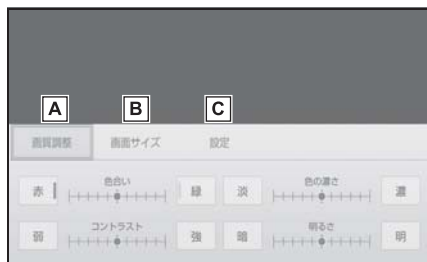 A B C
画質調整 画面サイズ 設定
赤 色合い 緑 淡 色の濃さ 濃
弱 コントラスト 強 暗 明るさ 明